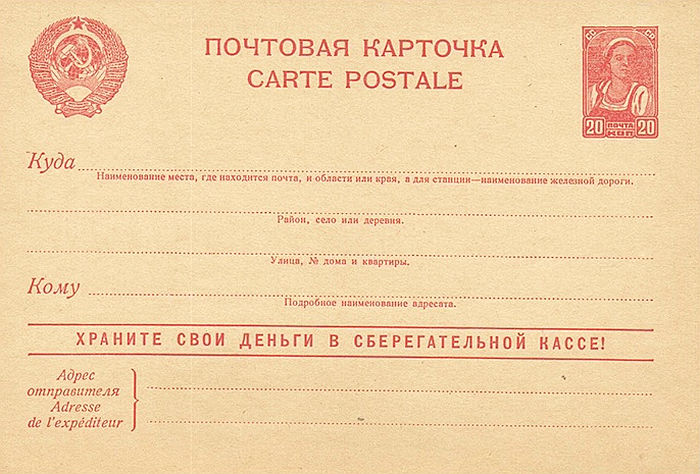 ПОЧТОВАЯ КАРТОЧКА
CARTE POSTALE
СС СР
20 ПОЧТА 20
КОП
Куда
Наименование места, где находится почта, и области или края, а для станции—наименование железной дороги.
Район, село или деревня.
Улица, № дома и квартиры.
Кому
Подробное наименование адресата.
ХРАНИТЕ СВОИ ДЕНЬГИ В СБЕРЕГАТЕЛЬНОЙ КАССЕ!
Адрес
отправителя
Adresse
de l'expéditeur